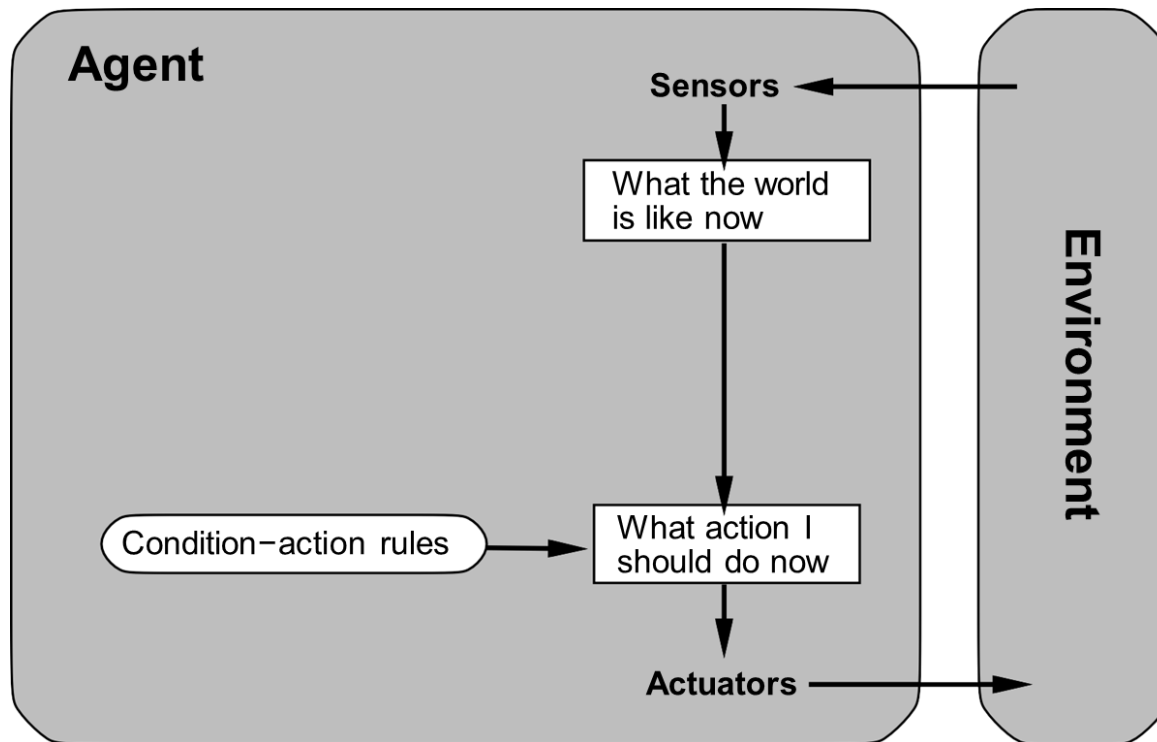 Agent
Sensors
What the world
is like now
Environment
Condition−action rules
What action I
should do now
Actuators